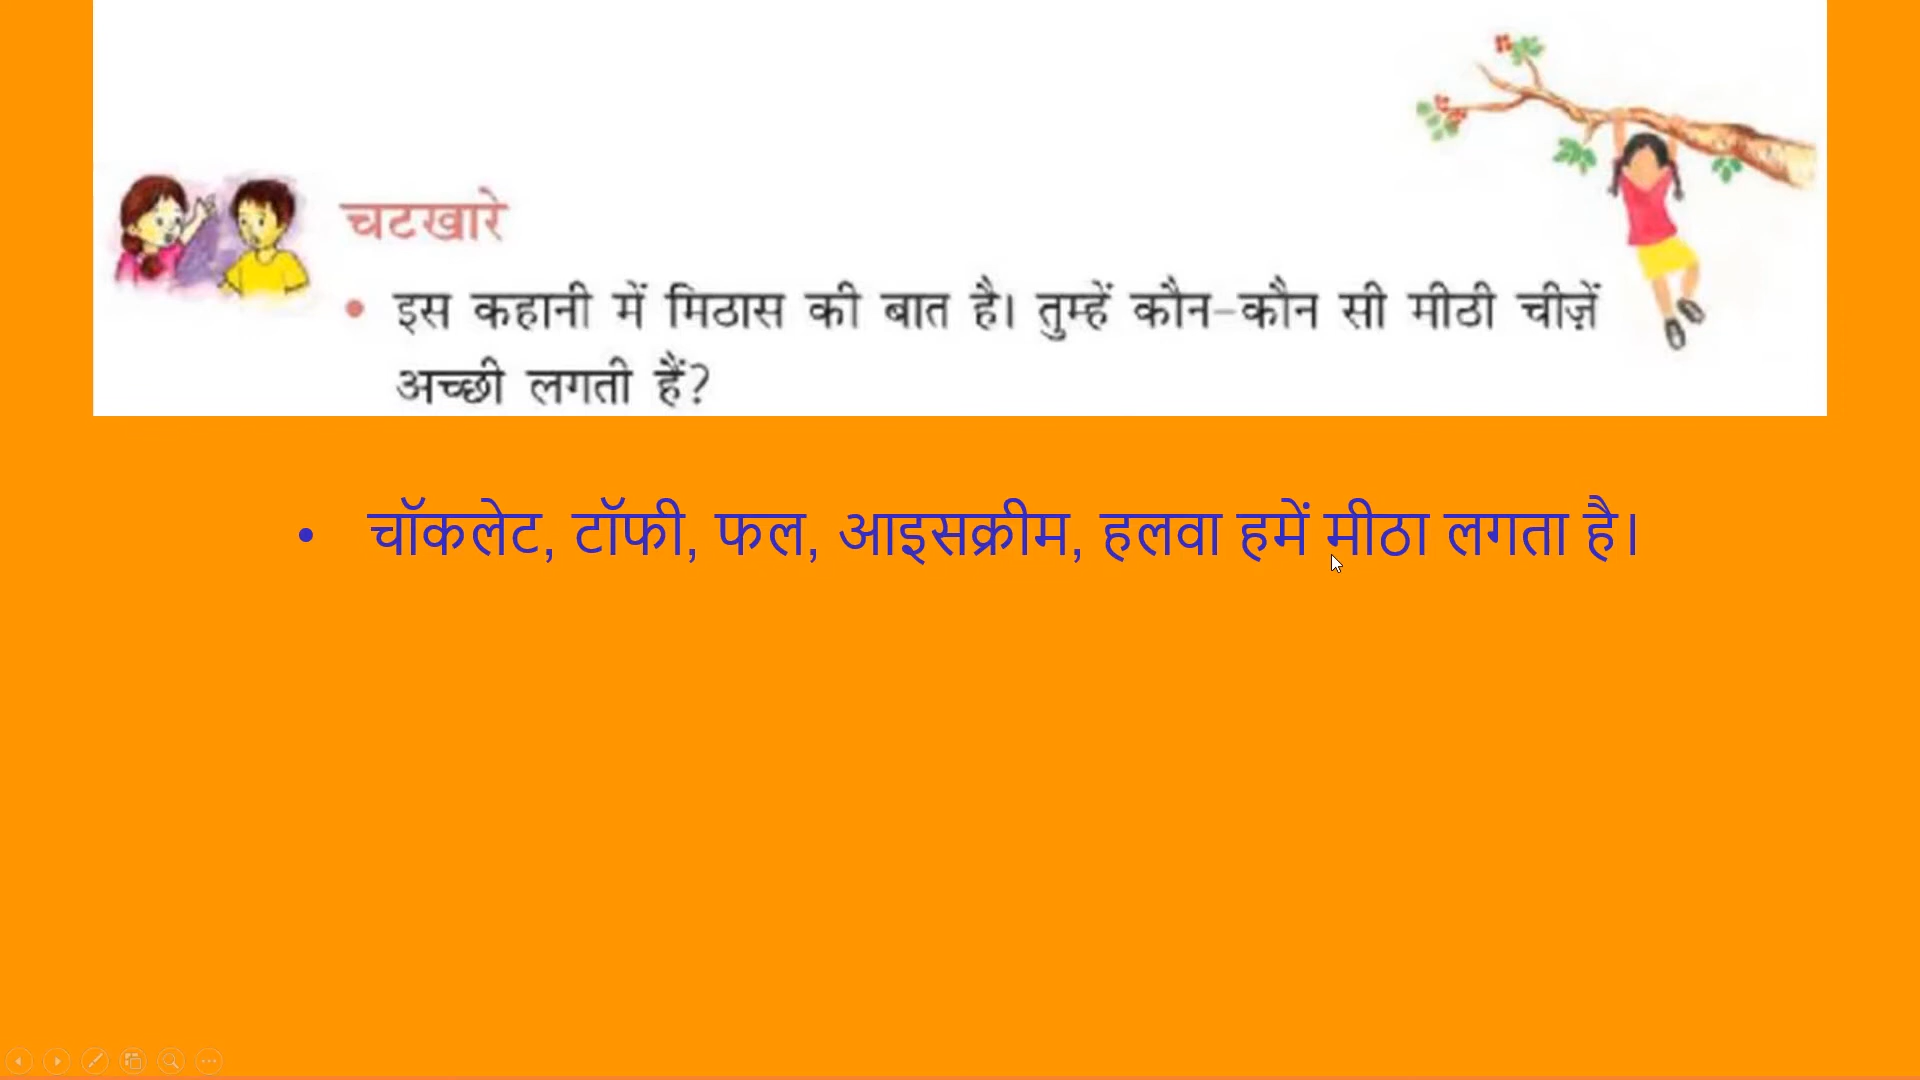 चटखारे
• इस कहानी में मिठास की बात है। तुम्हें कौन-कौन सी मीठी चीज़ें
अच्छी लगती हैं?
• चॉकलेट, टॉफी, फल, आइसक्रीम, हलवा हमें मीठा लगता है।